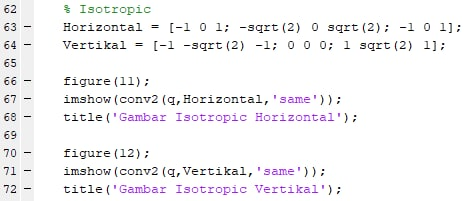 62 % Isotropic
63 - Horizontal = [-1 0 1; -sqrt(2) 0 sqrt(2); -1 0 1];
64 - Vertikal = [-1 -sqrt(2) -1; 0 0 0; 1 sqrt(2) 1];
65
66 - figure(11);
67 - imshow(conv2(q,Horizontal,'same'));
68 - title('Gambar Isotropic Horizontal');
69
70 - figure(12);
71 - imshow(conv2(q,Vertikal,'same'));
72 - title('Gambar Isotropic Vertikal');